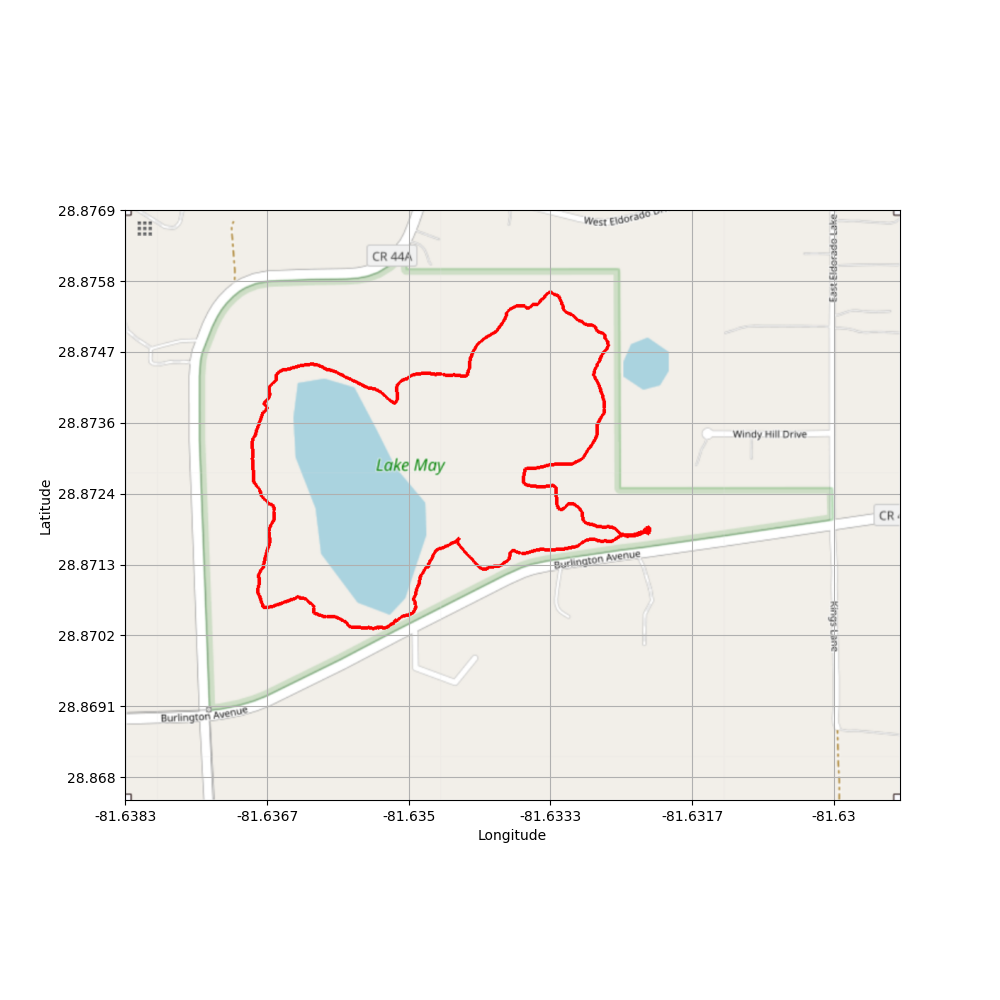 28.8769
28.8758
28.8747
28.8736
28.8724
28.8713
28.8702
28.8691
28.868
Latitude
West Eldorado
CR 44A
East Eldorado Lake
Windy Hill Drive
Lake May
CR
Burlington Avenue
Kings Lane
Burlington Avenue
-81.6383 -81.6367 -81.635 -81.6333 -81.6317 -81.63
Longitude